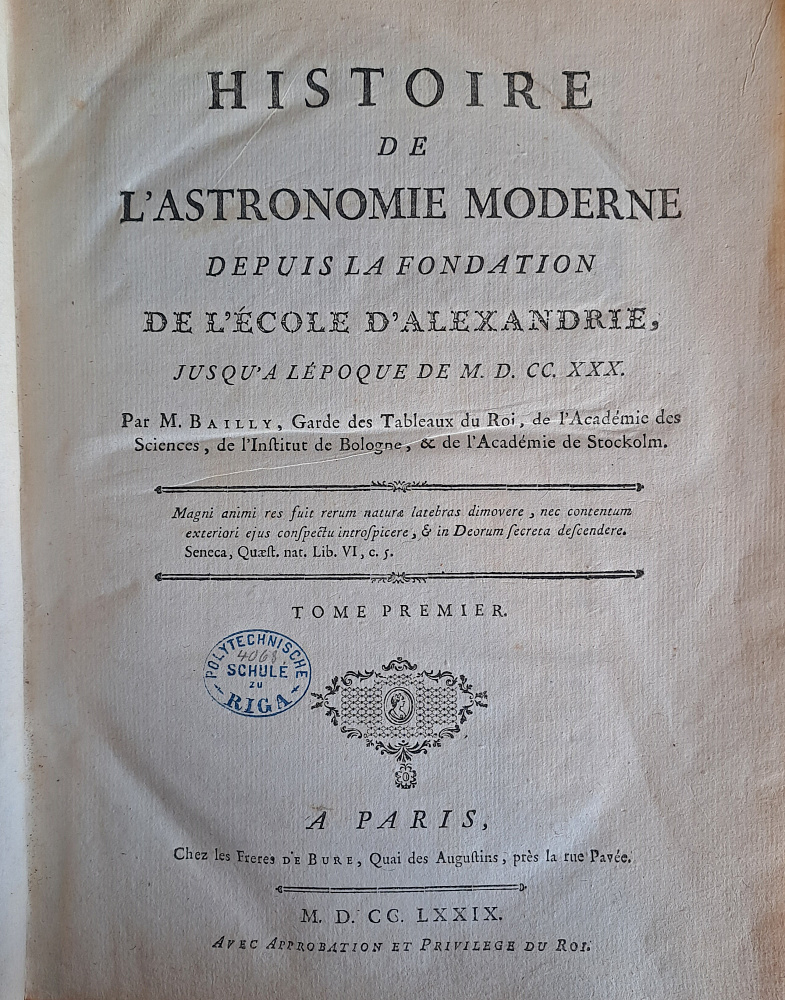 HISTOIRE
DE
L'ASTRONOMIE MODERNE
DEPUIS LA FONDATION
DE L'ÉCOLE D'ALEXANDRIE,
JUSQU'A LÉPOQUE DE M. D. CC. XXX.
Par M. BAILLY, Garde des Tableaux du Roi, de l'Académie des
Sciences, de l'Inſtitut de Bologne, & de l'Académie de Stockolm.
Magni animi res fuit rerum naturæ latebras dimovere, nec contentum
exteriori ejus conſpectu introſpicere, & in Deorum ſecreta deſcendere.
Seneca, Quæſt. nat. Lib. VI, c. 5.
TOME PREMIER.
POLYTECHNISCHE
4068
SCHULE
ZU
RIGA
A PARIS,
Chez les Freres DE BURE, Quai des Auguſtins, près la rue Pavée.
M. D. CC. LXXIX.
AVEC APPROBATION ET PRIVILEGE DU ROI.